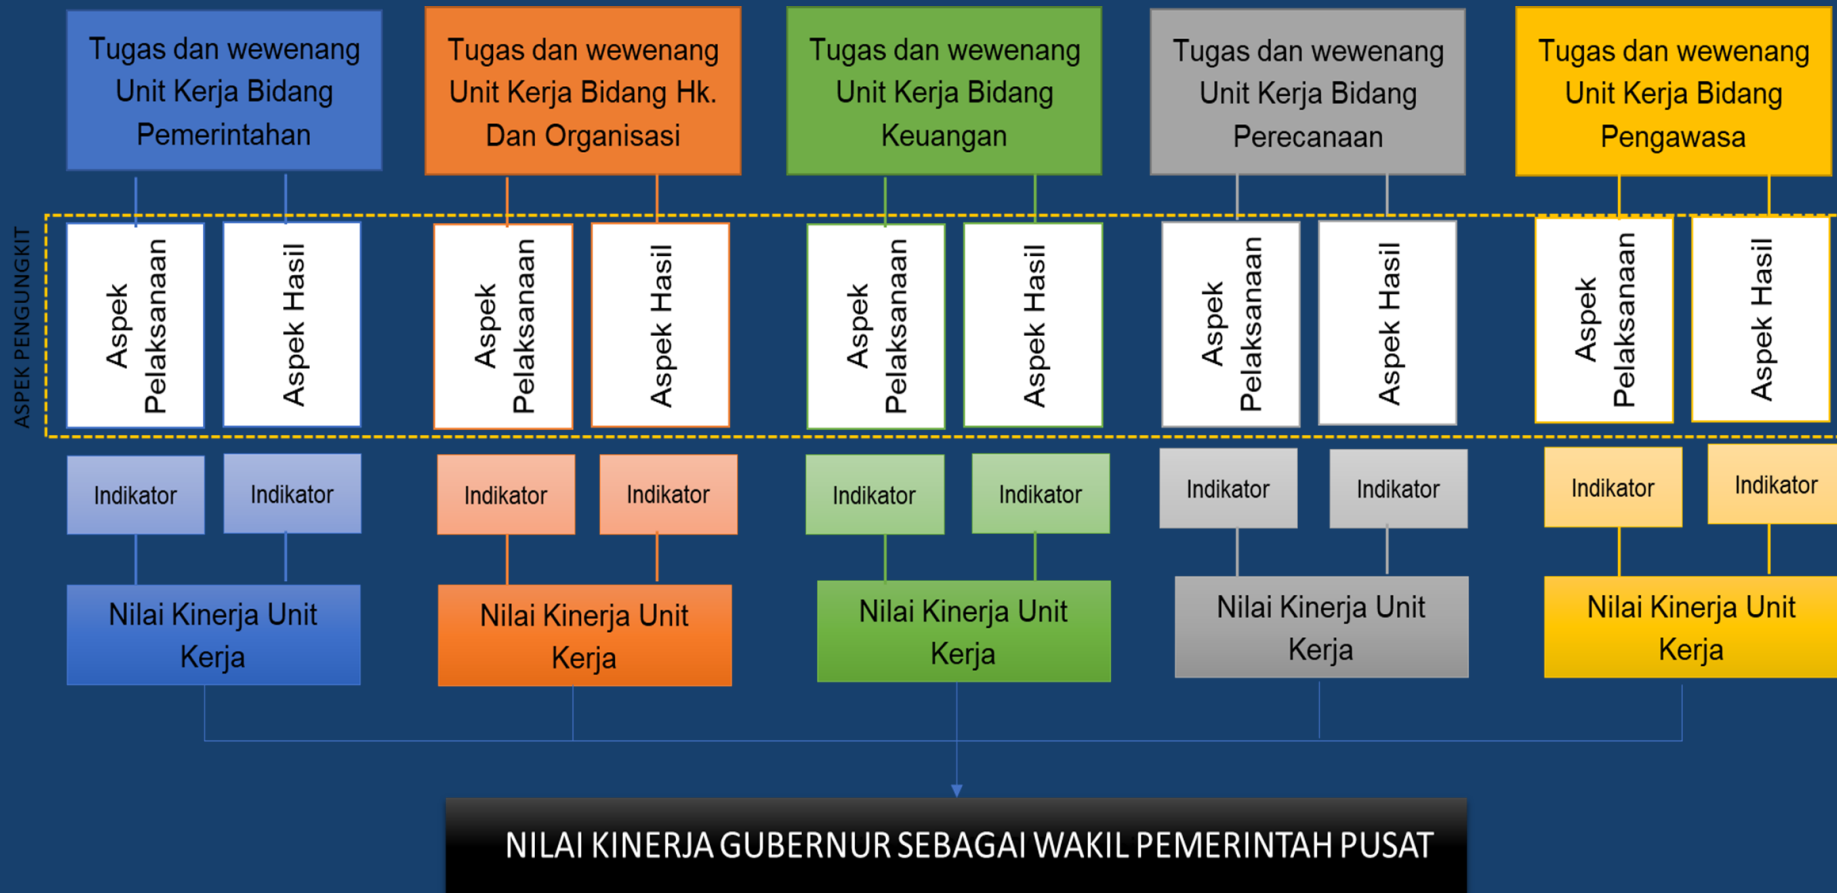 Tugas dan wewenang
Unit Kerja Bidang
Pemerintahan
Tugas dan wewenang
Unit Kerja Bidang Hk.
Dan Organisasi
Tugas dan wewenang
Unit Kerja Bidang
Keuangan
Tugas dan wewenang
Unit Kerja Bidang
Perecanaan
Tugas dan wewenang
Unit Kerja Bidang
Pengawasa
ASPEK PENGUNGKIT
Aspek
Pelaksanaan
Aspek Hasil
Aspek
Pelaksanaan
Aspek Hasil
Aspek
Pelaksanaan
Aspek Hasil
Aspek
Pelaksanaan
Aspek Hasil
Aspek
Pelaksanaan
Aspek Hasil
Indikator
Indikator
Indikator
Indikator
Indikator
Indikator
Indikator
Indikator
Indikator
Indikator
Nilai Kinerja Unit
Kerja
Nilai Kinerja Unit
Kerja
Nilai Kinerja Unit
Kerja
Nilai Kinerja Unit
Kerja
Nilai Kinerja Unit
Kerja
NILAI KINERJA GUBERNUR SEBAGAI WAKIL PEMERINTAH PUSAT